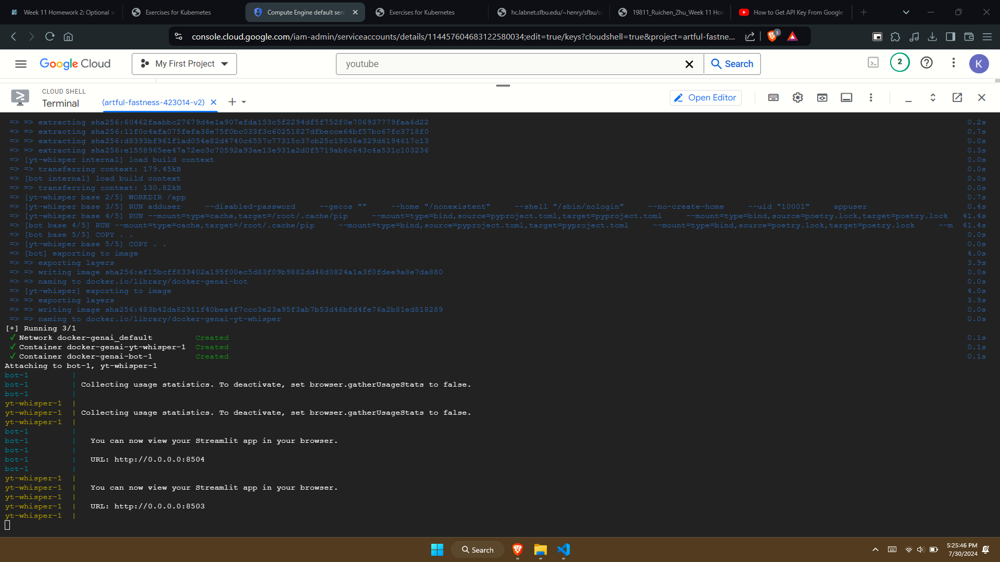 Week 11 Homework 2: Optional =
Exercises for Kubernetes
Compute Engine default serv
Exercises for Kubernetes
hc.labnet.sfbu.edu/~henry/sfbu/c
19811_Ruichen_Zhu_Week 11 Hor
How to Get API Key From Google
console.cloud.google.com/iam-admin/serviceaccounts/details/114457604683122580034;edit=true/keys?cloudshell=true&project=artful-fastne...
3
Google Cloud
My First Project
youtube
Search
2
K
CLOUD SHELL
Terminal
(artful-fastness-423014-v2)
Open Editor
=> => extracting sha256:60462faabbc27679d4e1a907afda153c5f2294df5f752f0e706937779faa6d22 0.2s
=> => extracting sha256:11f0c4afa075fefa38e75f0bc033f3c60251827dfbecce64bf57bc67fc3718f0 0.7s
=> => extracting sha256:d8393bf961f1ad054e82d4740c6557c77315c37cb25c19036e329d6194617c13 0.0s
=> => extracting sha256:e1558965ee47a72ec3c70592a93ae13e931a2d0f5719ab6c643c4a531c103236 0.3s
=> [yt-whisper internal] load build context 0.0s
=> => transferring context: 179.45kB 0.0s
=> [bot internal] load build context 0.0s
=> => transferring context: 130.82kB 0.0s
=> [yt-whisper base 2/5] WORKDIR /app 0.7s
=> [yt-whisper base 3/5] RUN adduser --disabled-password --gecos "" --home "/nonexistent" --shell "/sbin/nologin" --no-create-home --uid "10001" appuser 0.4s
=> [yt-whisper base 4/5] RUN --mount=type=cache,target=/root/.cache/pip --mount=type=bind,source=pyproject.toml,target=pyproject.toml --mount=type=bind,source=poetry.lock,target=poetry.lock 41.4s
=> [bot base 4/5] RUN --mount=type=cache,target=/root/.cache/pip --mount=type=bind,source=pyproject.toml,target=pyproject.toml --mount=type=bind,source=poetry.lock,target=poetry.lock --m 41.4s
=> [bot base 5/5] COPY . . 0.0s
=> [yt-whisper base 5/5] COPY . . 0.0s
=> [bot] exporting to image 4.0s
=> => exporting layers 3.9s
=> => writing image sha256:ef15bcff833402a195f00ec5d83f09b9882dd48d0824a1a3f0fdee9a8e7da880 0.0s
=> => naming to docker.io/library/docker-genai-bot 0.0s
=> [yt-whisper] exporting to image 4.0s
=> => exporting layers 3.9s
=> => writing image sha256:483b42da82911f40bea4f7ccc3e23a95f3ab7b53d46bfd4fe76a2b81ed818289 0.0s
=> => naming to docker.io/library/docker-genai-yt-whisper 0.0s
[+] Running 3/1
✓ Network docker-genai_default Created 0.1s
✓ Container docker-genai-yt-whisper-1 Created 0.1s
✓ Container docker-genai-bot-1 Created 0.1s
Attaching to bot-1, yt-whisper-1
bot-1 |
bot-1 | Collecting usage statistics. To deactivate, set browser.gatherUsageStats to false.
bot-1 |
yt-whisper-1 |
yt-whisper-1 | Collecting usage statistics. To deactivate, set browser.gatherUsageStats to false.
yt-whisper-1 |
bot-1 |
bot-1 | You can now view your Streamlit app in your browser.
bot-1 |
bot-1 | URL: http://0.0.0.0:8504
bot-1 |
yt-whisper-1 |
yt-whisper-1 | You can now view your Streamlit app in your browser.
yt-whisper-1 |
yt-whisper-1 | URL: http://0.0.0.0:8503
yt-whisper-1 |
Search
5:25:46 PM
7/30/2024